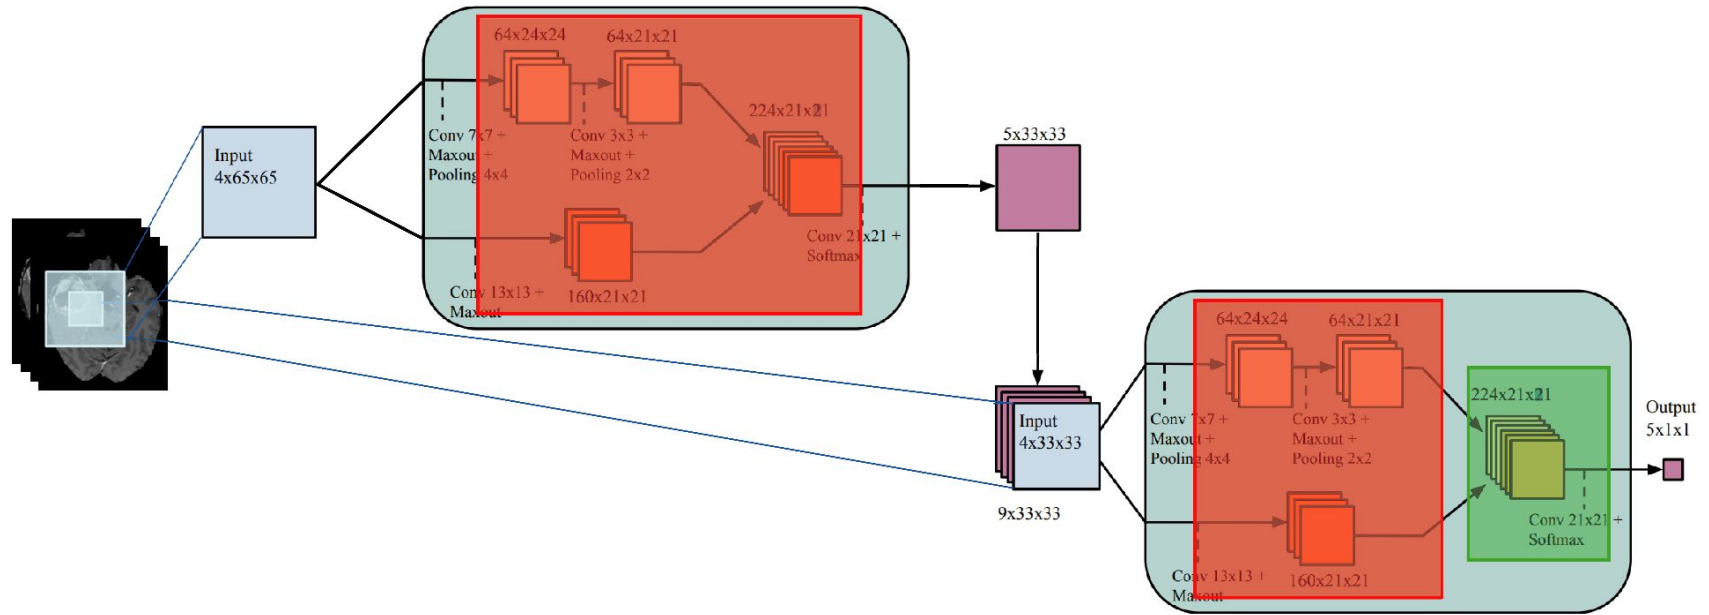 64x24x24
64x21x21
224x21x21
Input
4x65x65
Conv 7x7 +
Maxout +
Pooling 4x4
Conv 3x3 +
Maxout +
Pooling 2x2
Conv 21x21 +
Softmax
Conv 13x13 +
Maxout
160x21x21
5x33x33
Input
4x33x33
9x33x33
64x24x24
64x21x21
Conv 7x7 +
Maxout +
Pooling 4x4
Conv 3x3 +
Maxout +
Pooling 2x2
224x21x21
Conv 21x21 +
Softmax
Conv 13x13 +
Maxout
160x21x21
Output
5x1x1